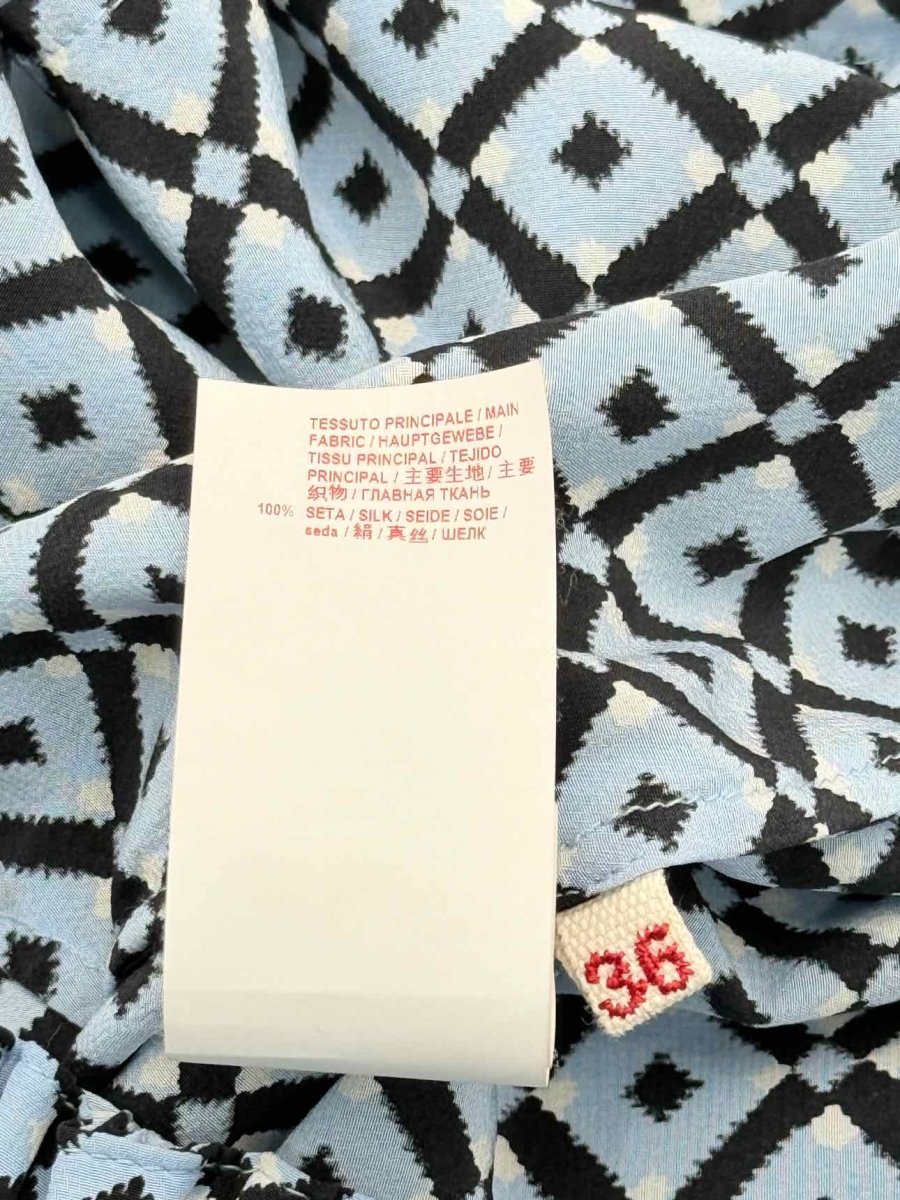 TESSUTO PRINCIPALE / MAIN
FABRIC / HAUPTGEWEBE /
TISSU PRINCIPAL / TEJIDO
PRINCIPAL / 主要生地 / 主要
织物 / ГЛАВНАЯ ТКАНЬ
100% SETA / SILK / SEIDE / SOIE /
seda / 絹 / 真丝 / ШЕЛК
36